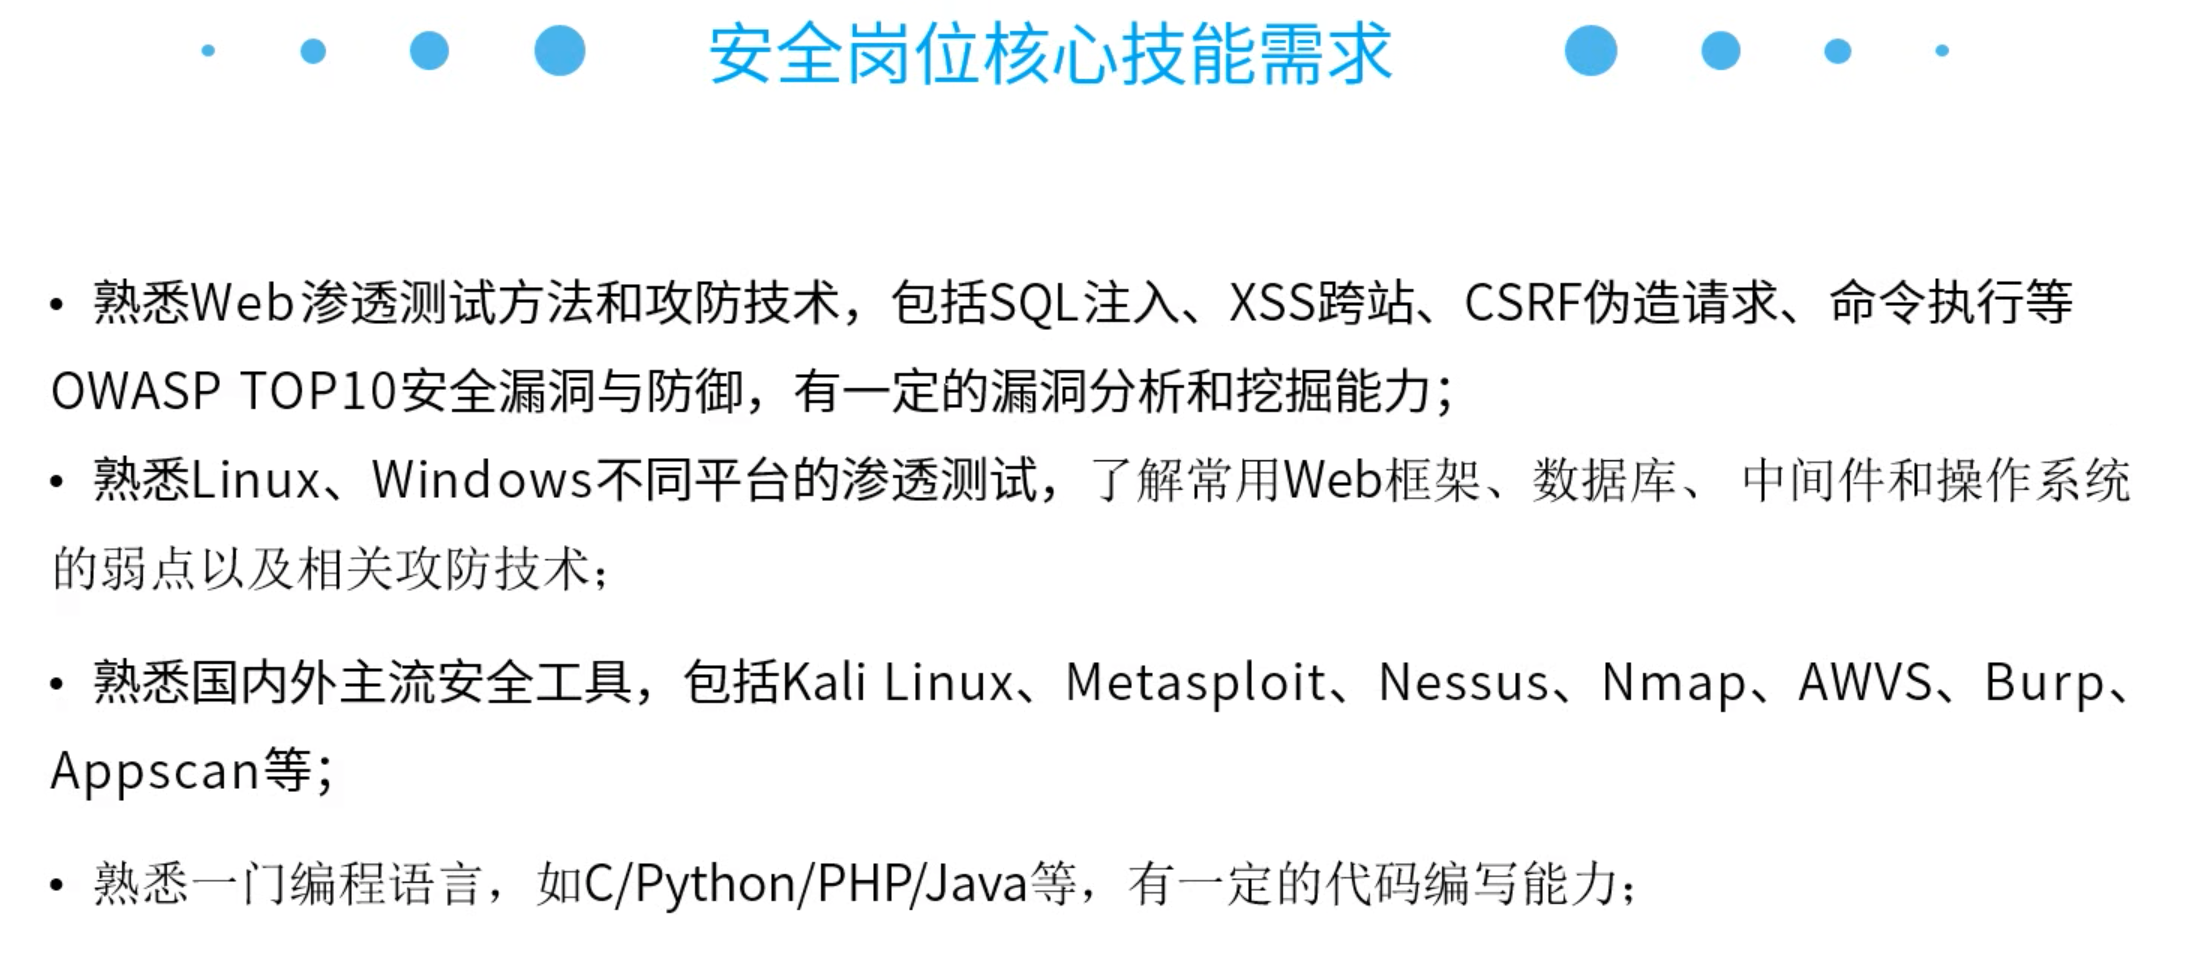 安全岗位核心技能需求
• 熟悉Web渗透测试方法和攻防技术，包括SQL注入、XSS跨站、CSRF伪造请求、命令执行等
OWASP TOP10安全漏洞与防御，有一定的漏洞分析和挖掘能力；
• 熟悉Linux、Windows不同平台的渗透测试，了解常用Web框架、数据库、 中间件和操作系统
的弱点以及相关攻防技术；
• 熟悉国内外主流安全工具，包括Kali Linux、Metasploit、Nessus、Nmap、AWVS、Burp、
Appscan等；
• 熟悉一门编程语言，如C/Python/PHP/Java等，有一定的代码编写能力；